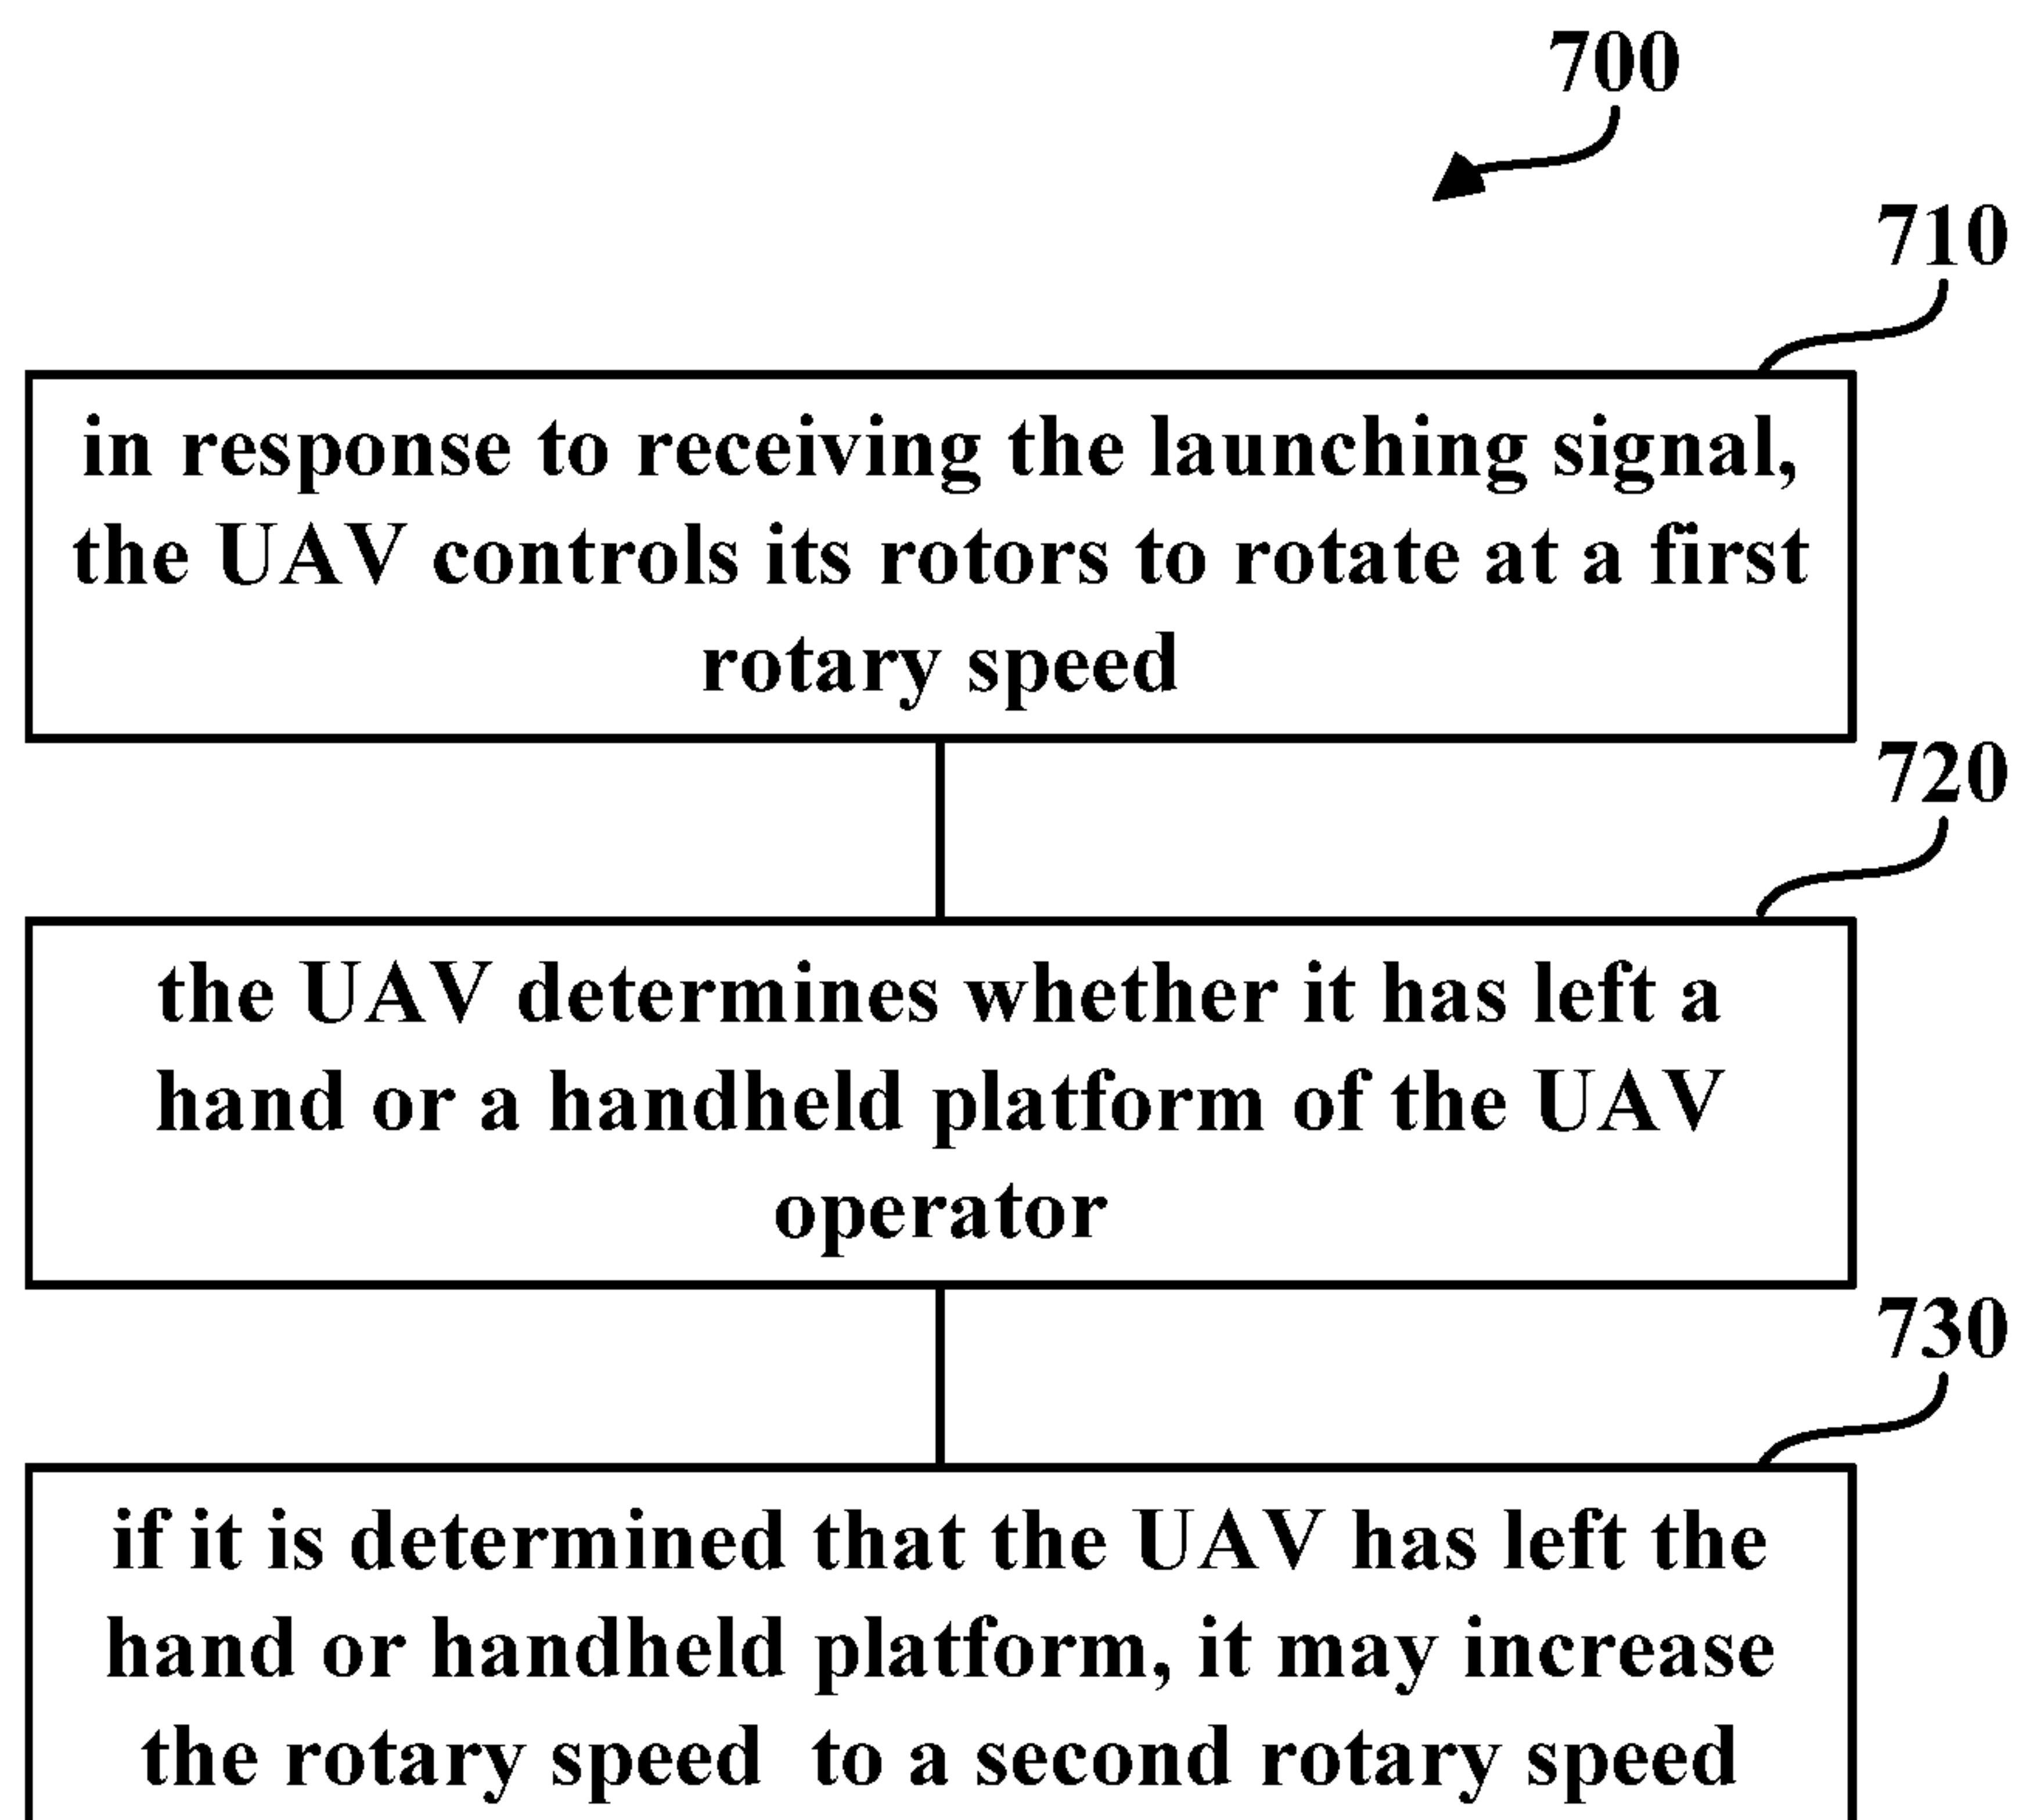 700
710
in response to receiving the launching signal,
the UAV controls its rotors to rotate at a first
rotary speed
720
the UAV determines whether it has left a
hand or a handheld platform of the UAV
operator
730
if it is determined that the UAV has left the
hand or handheld platform, it may increase
the rotary speed to a second rotary speed